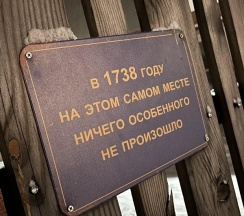 В 1738 ГОДУ
НА ЭТОМ САМОМ МЕСТЕ
НИЧЕГО ОСОБЕННОГО
НЕ ПРОИЗОШЛО